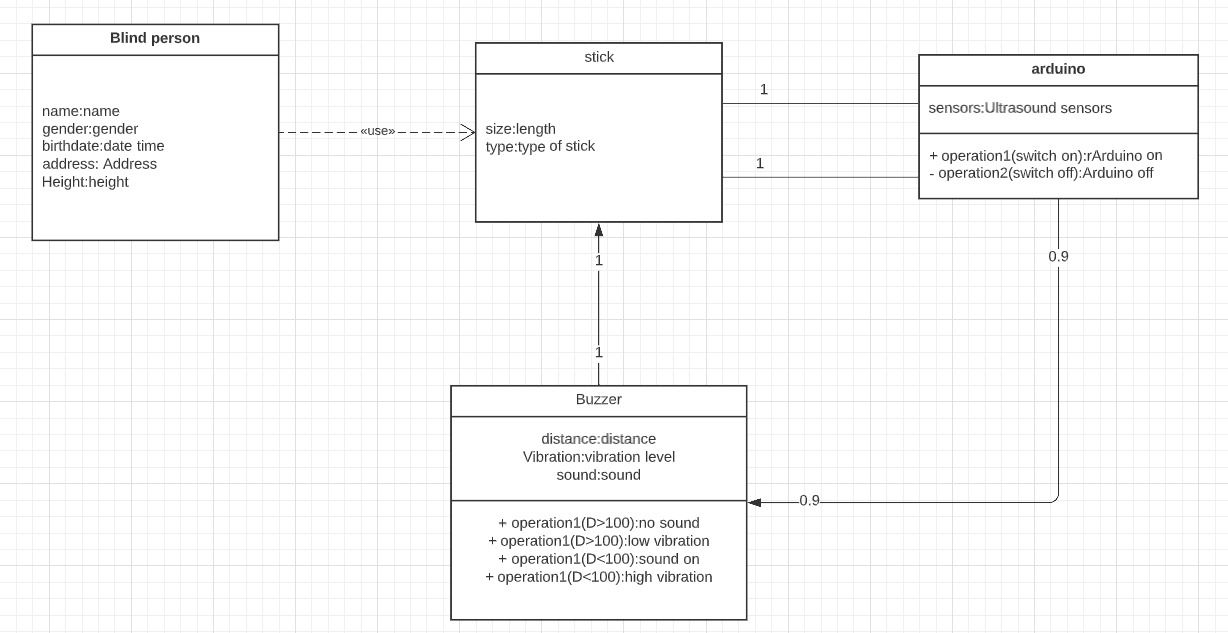 Blind person
name:name
gender:gender
birthdate:date time
address: Address
Height:height
«use»
stick
size:length
type:type of stick
1
1
arduino
sensors:Ultrasound sensors
+ operation1(switch on):rArduino on
- operation2(switch off):Arduino off
0.9
0.9
1
1
Buzzer
distance:distance
Vibration:vibration level
sound:sound
+ operation1(D>100):no sound
+ operation1(D>100):low vibration
+ operation1(D<100):sound on
+ operation1(D<100):high vibration